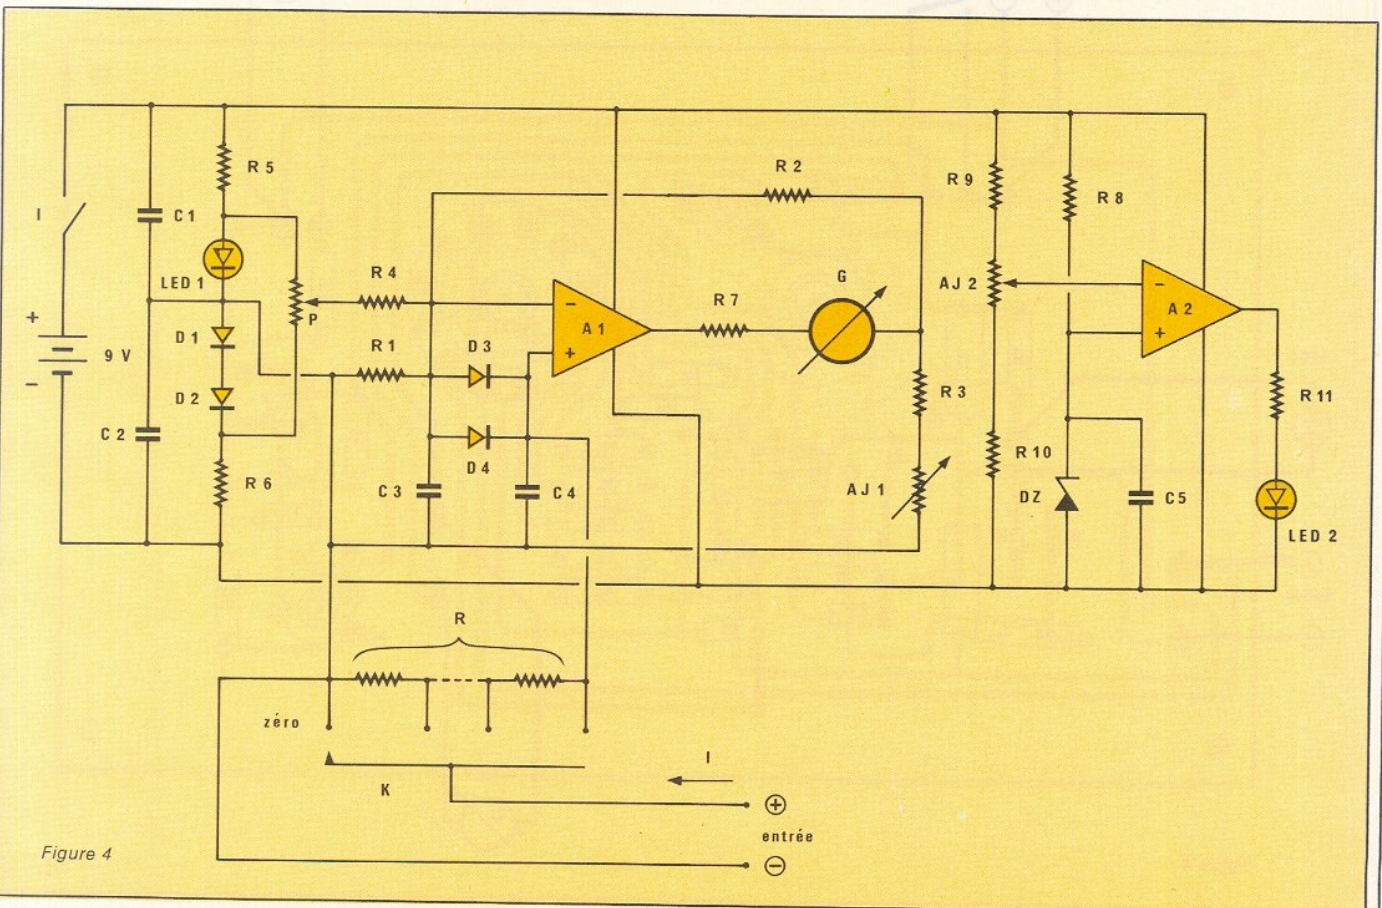 R 5
R 2
R 9
R 8
I
C 1
R 4
R 7
G
AJ 2
LED 1
P
A 1
−
+
A 2
−
+
+
9 V
−
D 1
R 1
D 3
D 2
R 3
R 11
C 2
D 4
R 6
C 3
C 4
AJ 1
R 10
DZ
C 5
LED 2
R
zéro
K
I
+
entrée
−
Figure 4